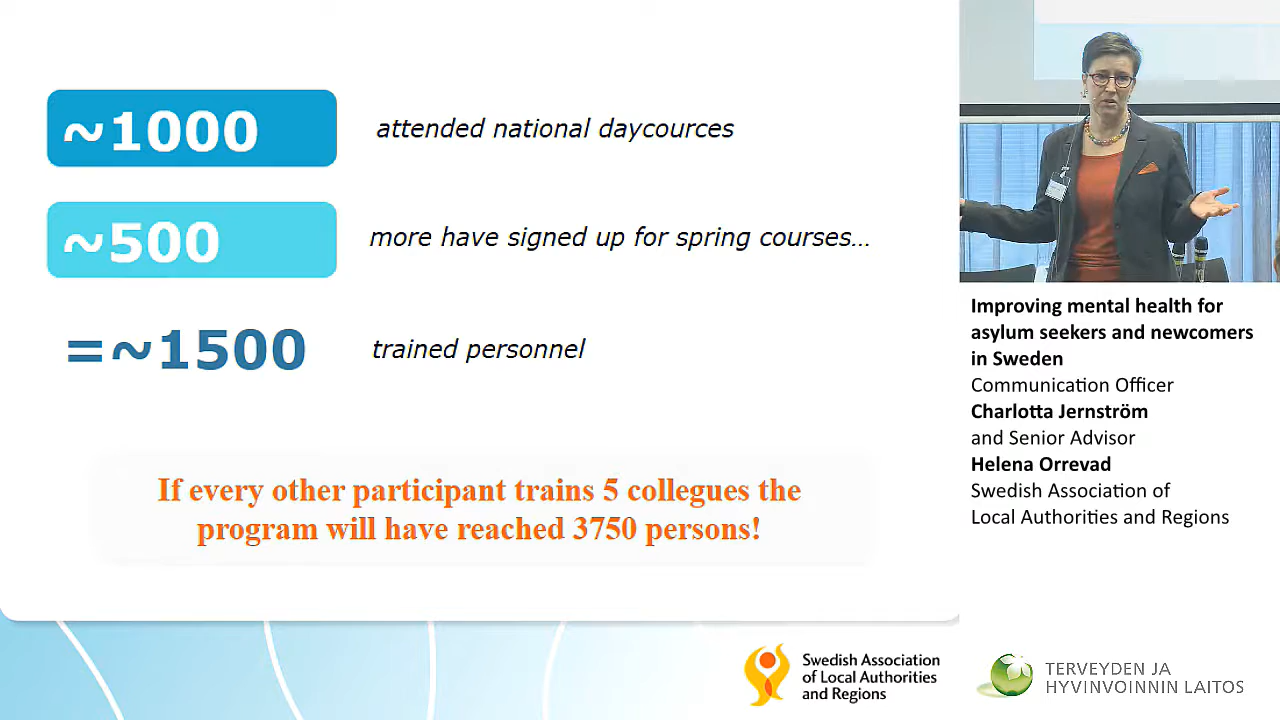 ~1000
attended national daycources
~500
more have signed up for spring courses…
=~1500
trained personnel
If every other participant trains 5 collegues the
program will have reached 3750 persons!
Improving mental health for
asylum seekers and newcomers
in Sweden
Communication Officer
Charlotta Jernström
and Senior Advisor
Helena Orrevad
Swedish Association of
Local Authorities and Regions
Swedish Association
of Local Authorities
and Regions
TERVEYDEN JA
HYVINVOINNIN LAITOS